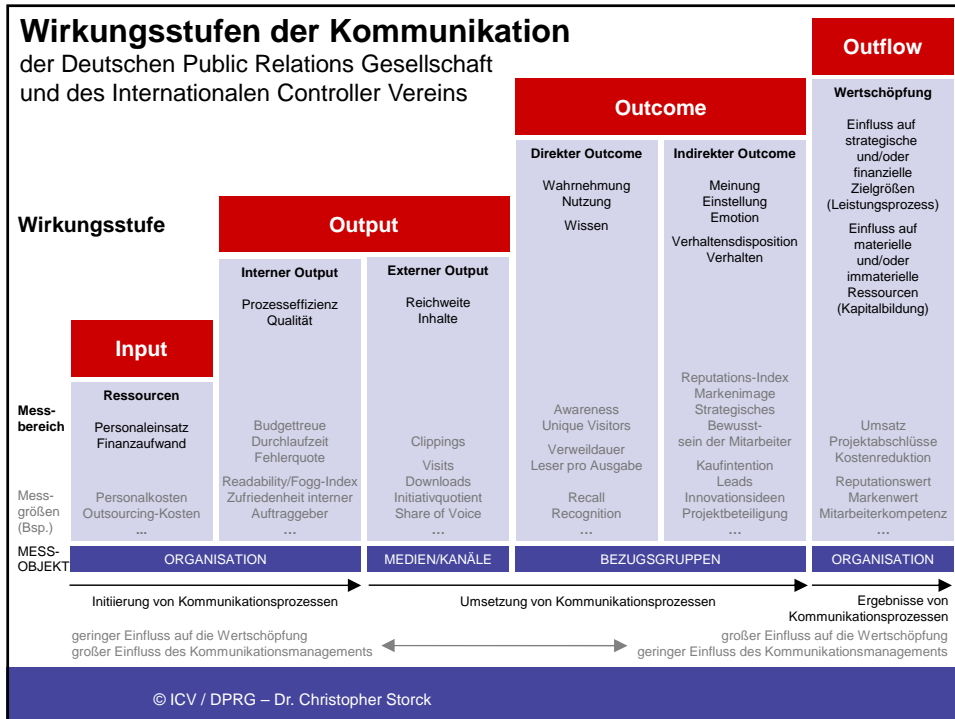 Wirkungsstufen der Kommunikation
der Deutschen Public Relations Gesellschaft
und des Internationalen Controller Vereins
Wirkungsstufe
Input
Ressourcen
Personaleinsatz
Finanzaufwand
Personalkosten
Outsourcing-Kosten
...
Output
Interner Output
Prozesseffizienz
Qualität
Budgettreue
Durchlaufzeit
Fehlerquote
Readability/Fogg-Index
Zufriedenheit interner
Auftraggeber
...
Externer Output
Reichweite
Inhalte
Clippings
Visits
Downloads
Initiativquotient
Share of Voice
...
Outcome
Direkter Outcome
Wahrnehmung
Nutzung
Wissen
Awareness
Unique Visitors
Verweildauer
Leser pro Ausgabe
Recall
Recognition
...
Indirekter Outcome
Meinung
Einstellung
Emotion
Verhaltensdisposition
Verhalten
Reputations-Index
Markenimage
Strategisches
Bewusst-
sein der Mitarbeiter
Kaufintention
Leads
Innovationsideen
Projektbeteiligung
...
Outflow
Wertschöpfung
Einfluss auf
strategische
und/oder
finanzielle
Zielgrößen
(Leistungsprozess)
Einfluss auf
materielle
und/oder
immaterielle
Ressourcen
(Kapitalbildung)
Umsatz
Projektabschlüsse
Kostenreduktion
Reputationswert
Markenwert
Mitarbeiterkompetenz
...
Mess-
bereich
Mess-
größen
(Bsp.)
MESS-
OBJEKT
ORGANISATION
MEDIEN/KANÄLE
BEZUGSGRUPPEN
ORGANISATION
Initiierung von Kommunikationsprozessen
Umsetzung von Kommunikationsprozessen
Ergebnisse von
Kommunikationsprozessen
geringer Einfluss auf die Wertschöpfung
großer Einfluss des Kommunikationsmanagements
großer Einfluss auf die Wertschöpfung
geringer Einfluss des Kommunikationsmanagements
© ICV / DPRG – Dr. Christopher Storck